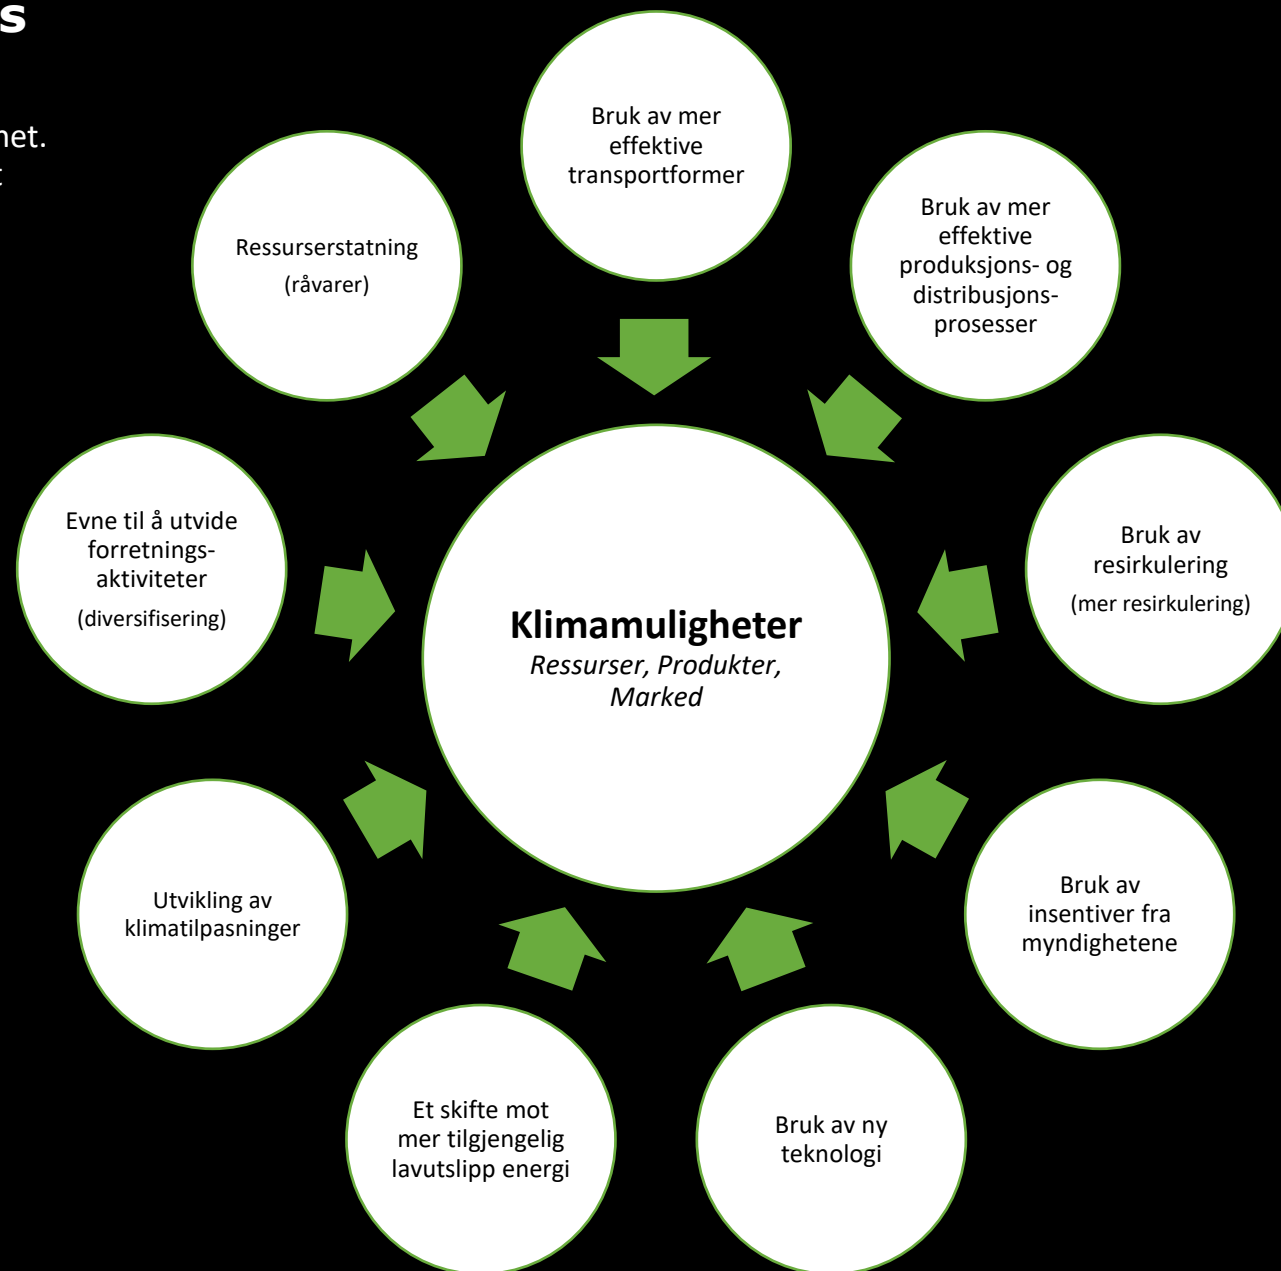 s
het.
t
Bruk av mer
effektive
transportformer
Bruk av mer
effektive
produksjons- og
distribusjons-
prosesser
Bruk av
resirkulering
(mer resirkulering)
Bruk av
insentiver fra
myndighetene
Bruk av ny
teknologi
Et skifte mot
mer tilgjengelig
lavutslipp energi
Utvikling av
klimatilpasninger
Evne til å utvide
forretnings-
aktiviteter
(diversifisering)
Ressurserstatning
(råvarer)
Klimamuligheter
Ressurser, Produkter,
Marked